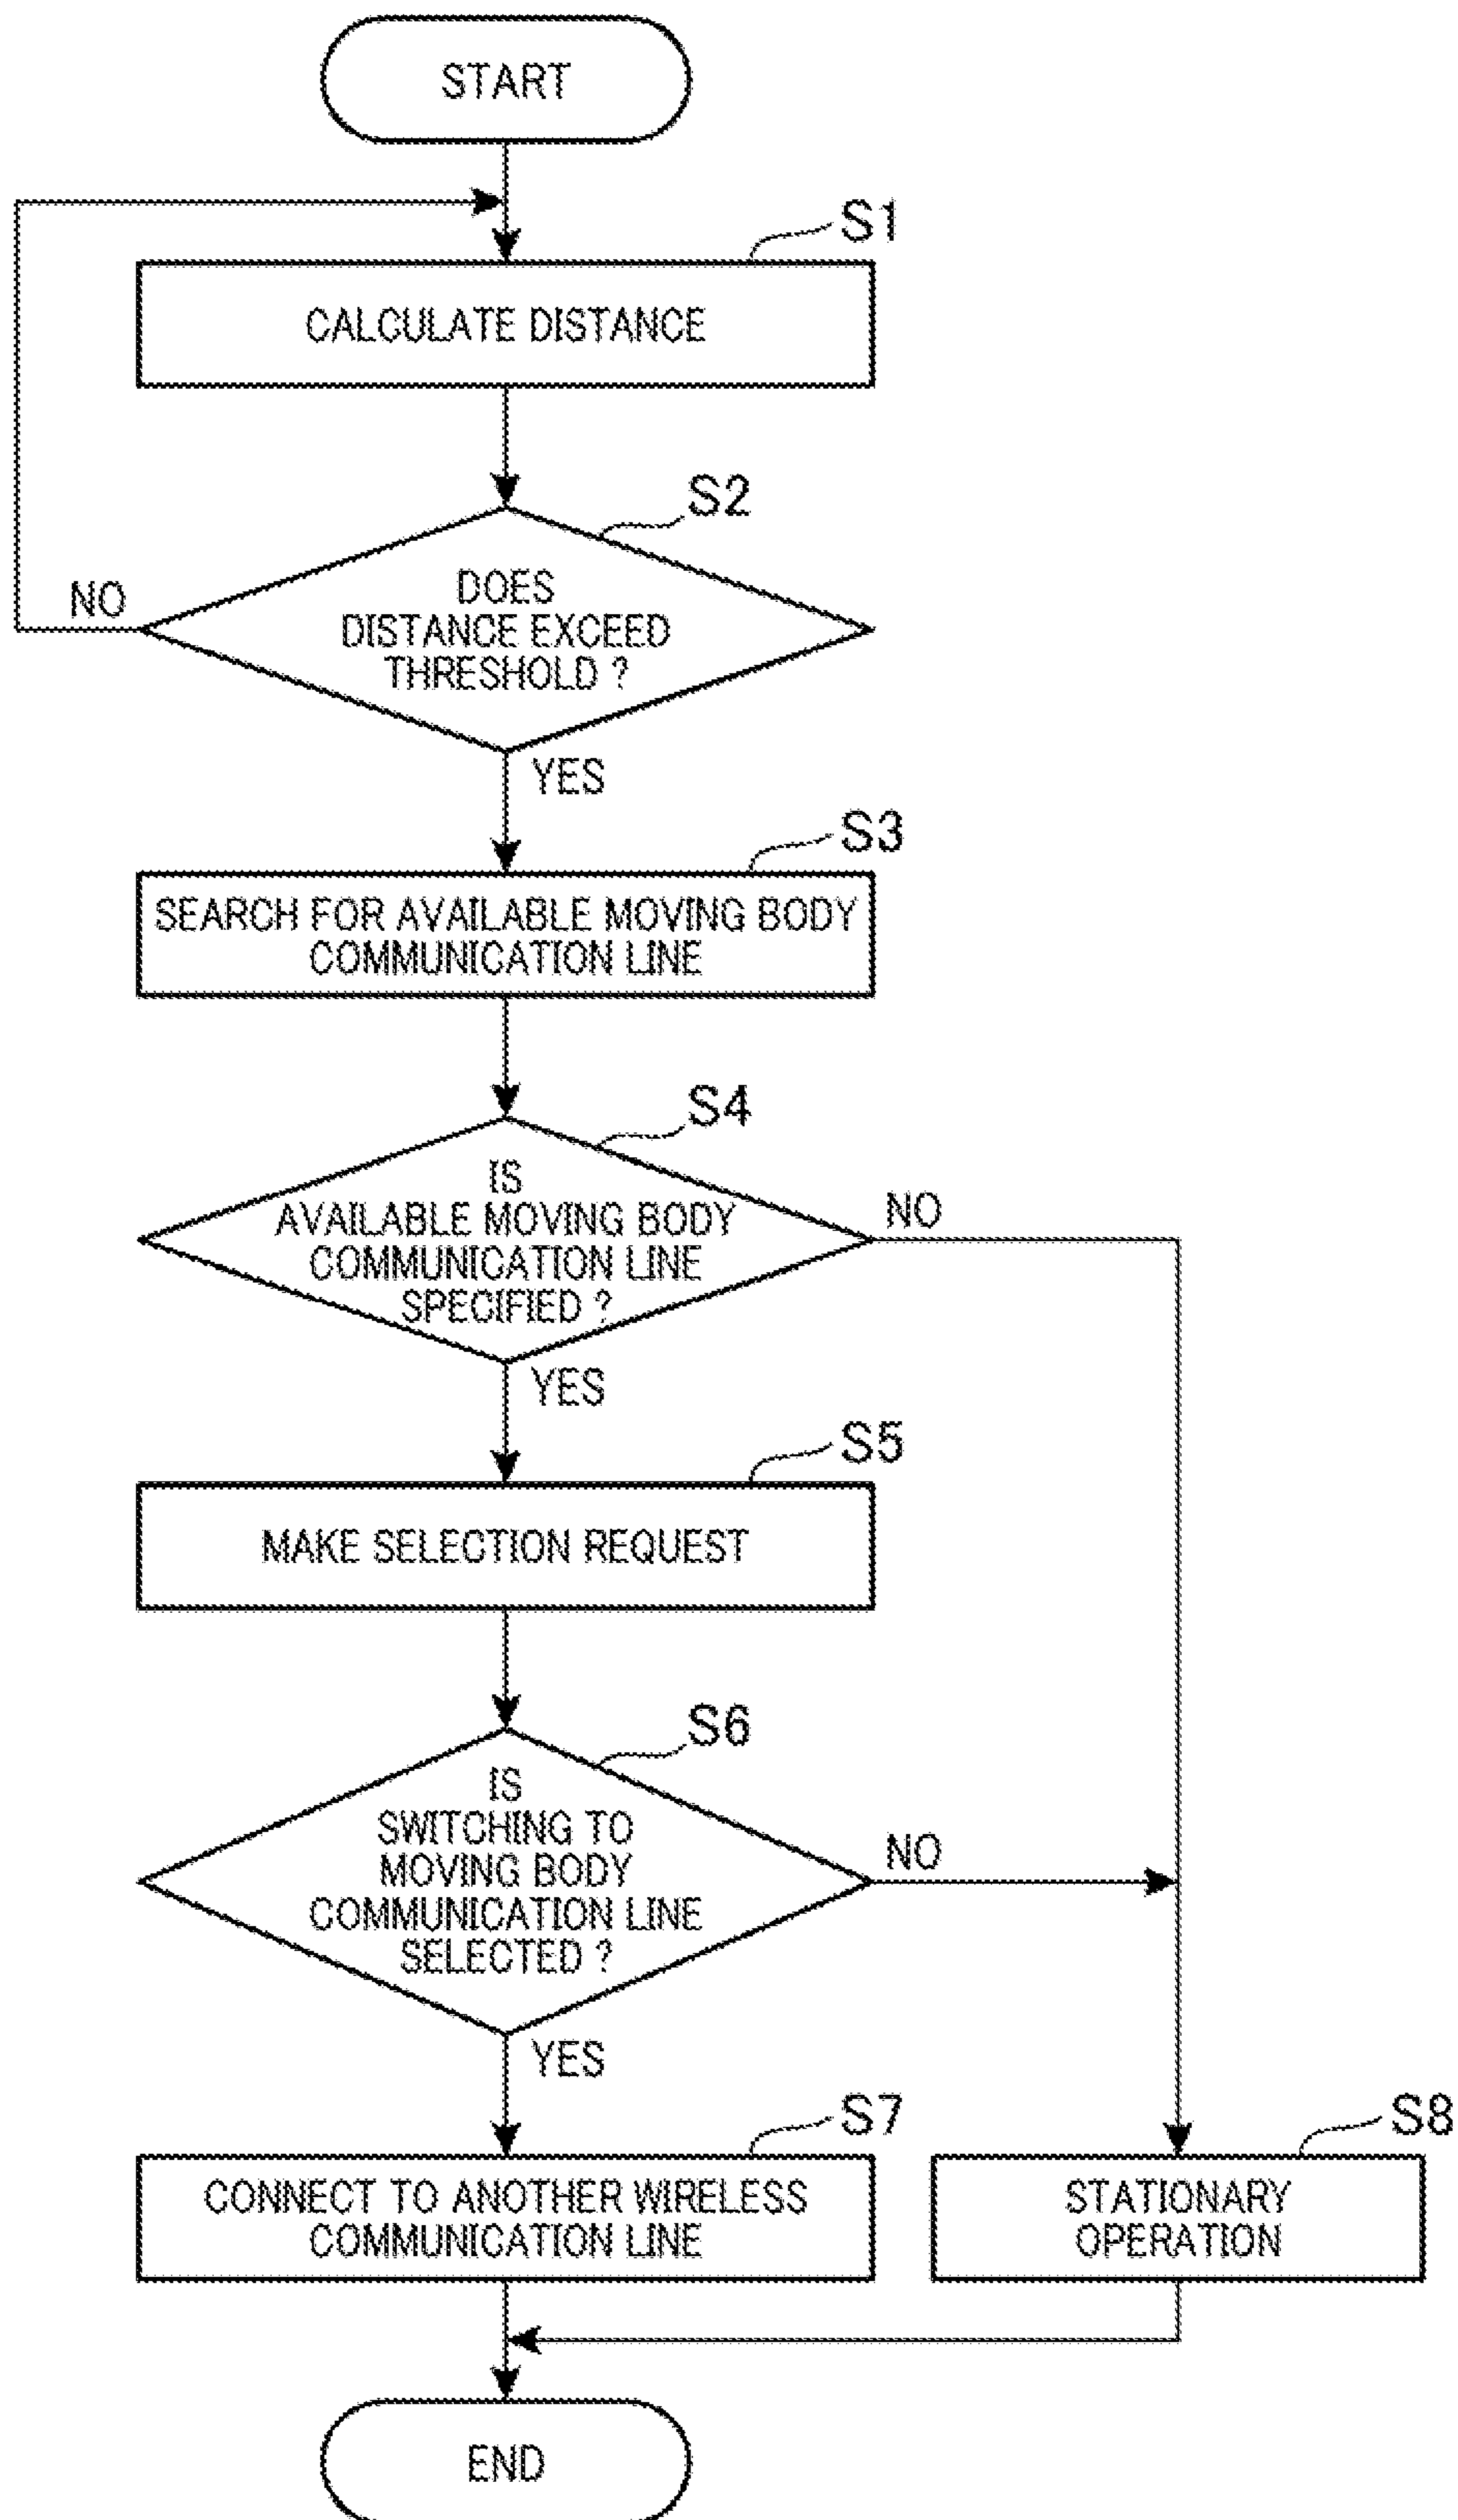 START
S1
CALCULATE DISTANCE
S2
DOES
DISTANCE EXCEED
THRESHOLD ?
NO
YES
S3
SEARCH FOR AVAILABLE MOVING BODY
COMMUNICATION LINE
S4
IS
AVAILABLE MOVING BODY
COMMUNICATION LINE
SPECIFIED ?
NO
YES
S5
MAKE SELECTION REQUEST
S6
IS
SWITCHING TO
MOVING BODY
COMMUNICATION LINE
SELECTED ?
NO
YES
S7
CONNECT TO ANOTHER WIRELESS
COMMUNICATION LINE
S8
STATIONARY
OPERATION
END